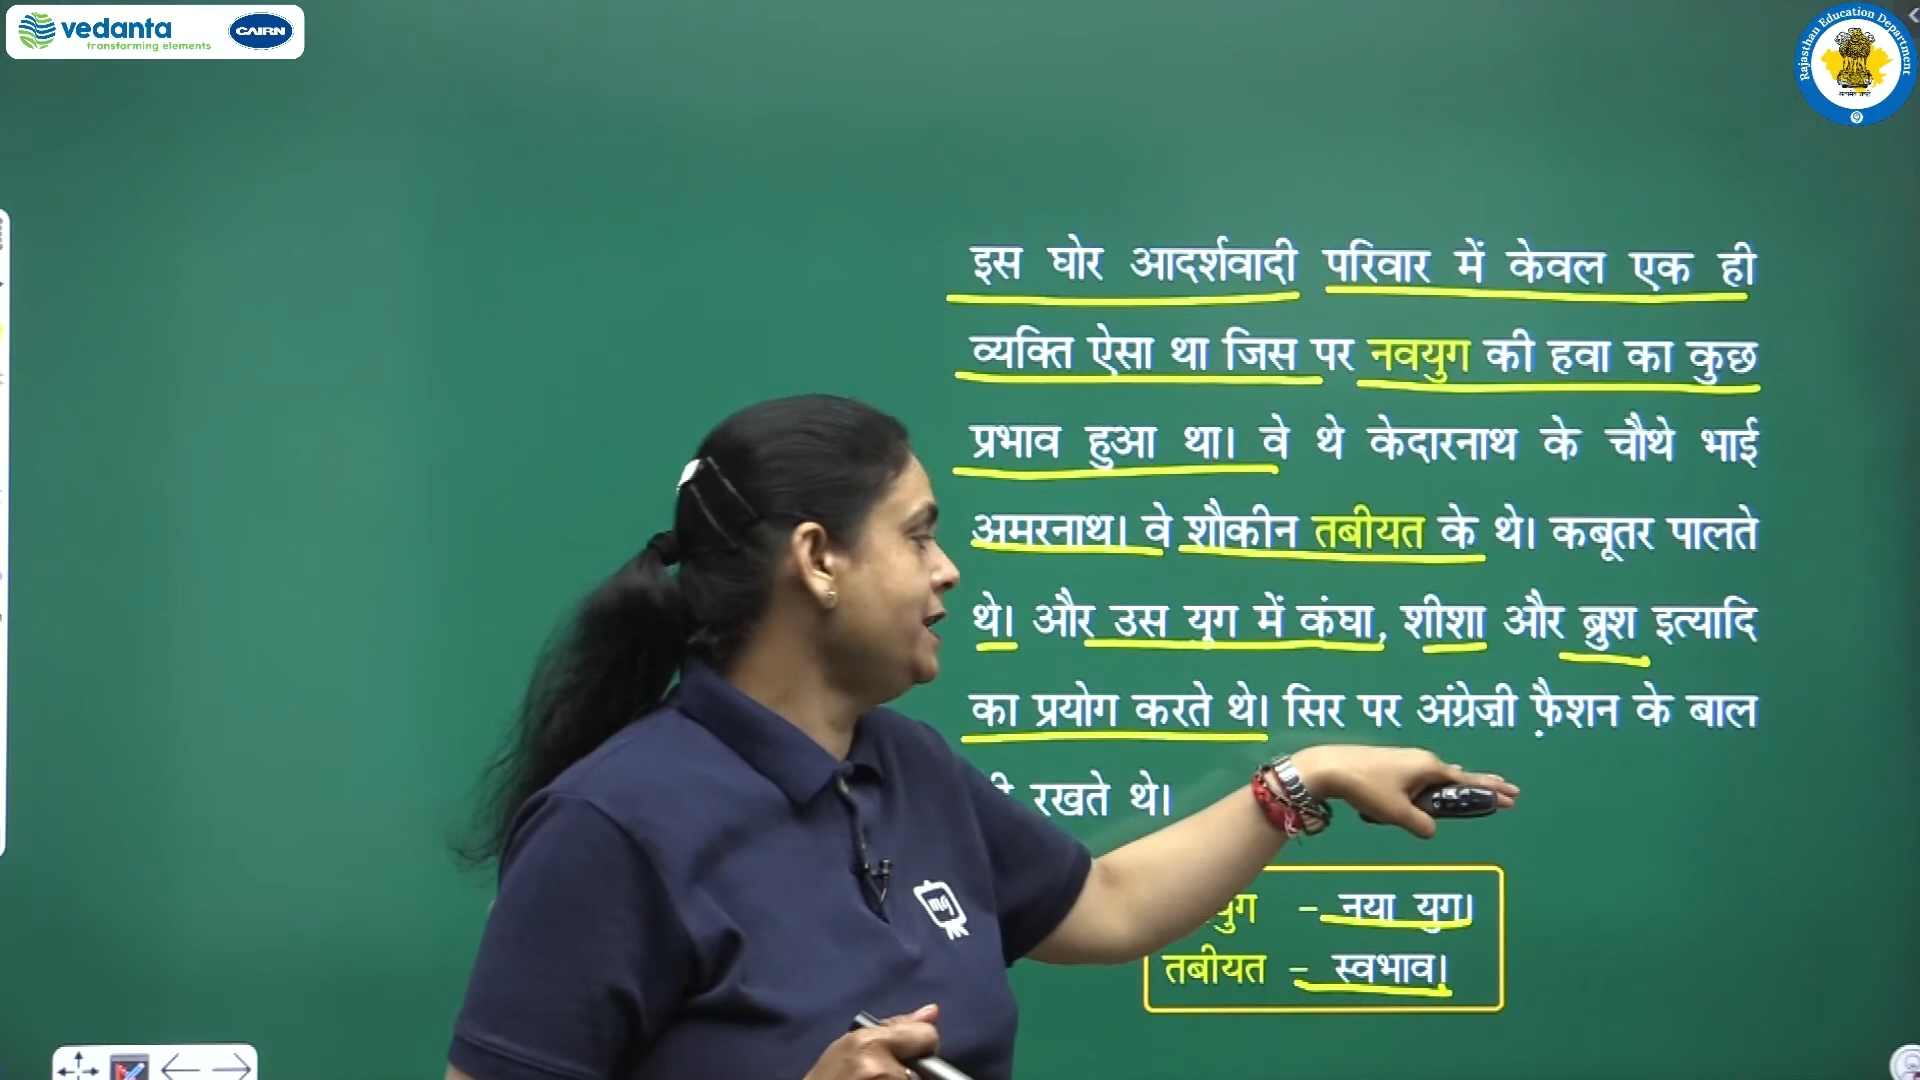 vedanta
transforming elements
CAIRN
Rajasthan Education Department
इस घोर आदर्शवादी परिवार में केवल एक ही
व्यक्ति ऐसा था जिस पर नवयुग की हवा का कुछ
प्रभाव हुआ था। वे थे केदारनाथ के चौथे भाई
अमरनाथ। वे शौकीन तबीयत के थे। कबूतर पालते
थे। और उस युग में कंघा, शीशा और ब्रुश इत्यादि
का प्रयोग करते थे। सिर पर अंग्रेज़ी फ़ैशन के बाल
रखते थे।
– नया युग।
तबीयत – स्वभाव।